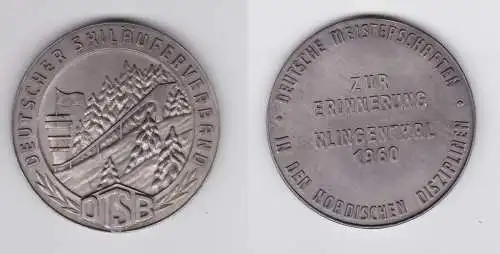 DEUTSCHER SKILÄUFERVERBAND
DTSB
DEUTSCHE MEISTERSCHAFTEN
ZUR
ERINNERUNG
KLINGENTHAL
1960
IN DEN NORDISCHEN DISZIPLINEN